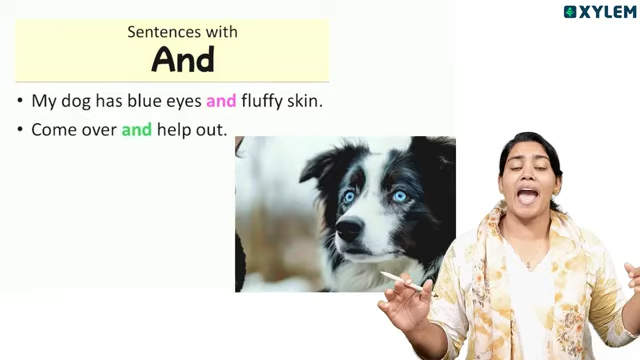 XYLEM
Sentences with
And
• My dog has blue eyes and fluffy skin.
• Come over and help out.